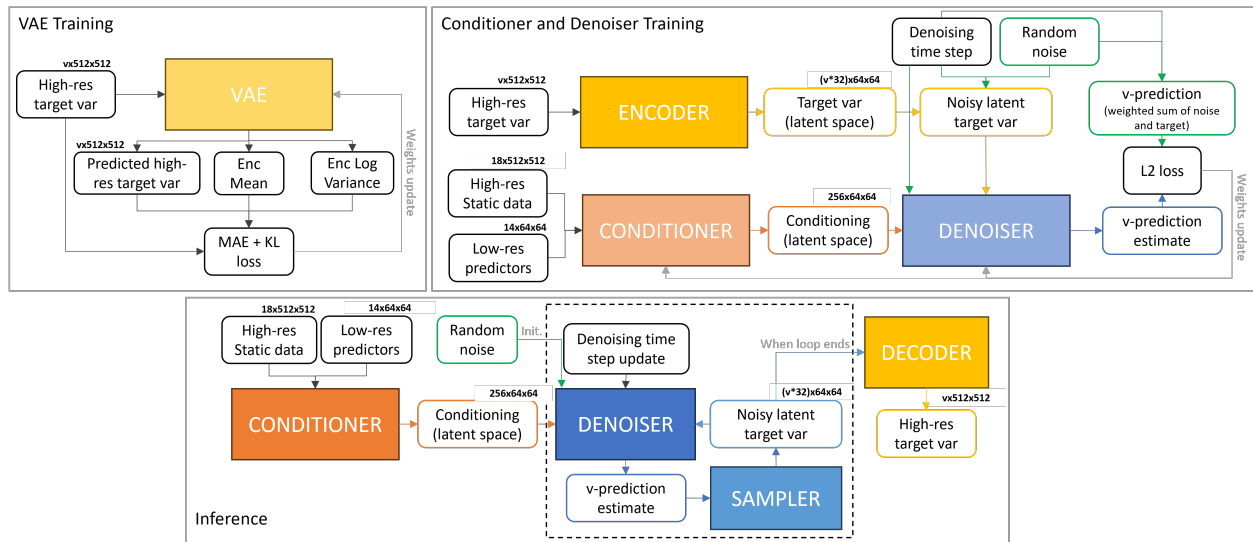 VAE Training
vx512x512
High-res
target var
VAE
vx512x512
Predicted high-
res target var
Enc
Mean
Enc Log
Variance
MAE + KL
loss
Weights update
Conditioner and Denoiser Training
Denoising
time step
Random
noise
vx512x512
High-res
target var
ENCODER
(v*32)x64x64
Target var
(latent space)
Noisy latent
target var
v-prediction
(weighted sum of noise
and target)
L2 loss
18x512x512
High-res
Static data
14x64x64
Low-res
predictors
CONDITIONER
256x64x64
Conditioning
(latent space)
DENOISER
v-prediction
estimate
Weights update
18x512x512
High-res
Static data
14x64x64
Low-res
predictors
Random
noise
Init.
Denoising time
step update
When loop ends
DECODER
CONDITIONER
256x64x64
Conditioning
(latent space)
DENOISER
(v*32)x64x64
Noisy latent
target var
vx512x512
High-res
target var
v-prediction
estimate
SAMPLER
Inference